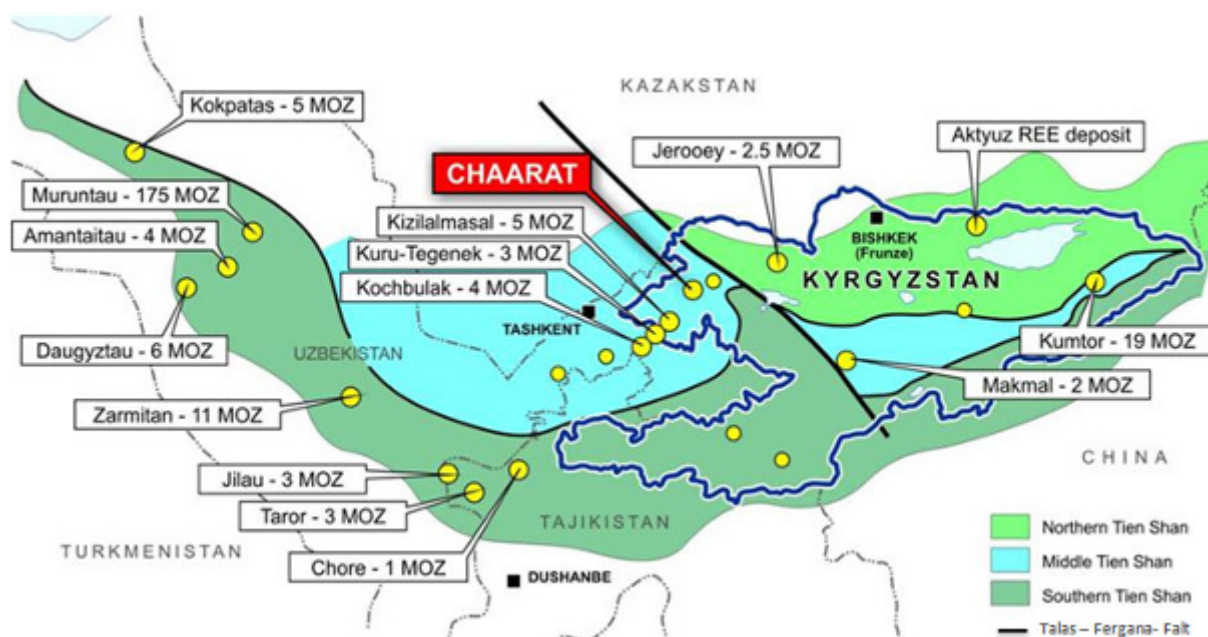 KAZAKSTAN
Kokpatas - 5 MOZ
Jerooey - 2.5 MOZ
Aktyuz REE deposit
CHAARAT
Muruntau - 175 MOZ
Amantaitau - 4 MOZ
Kizilalmasal - 5 MOZ
Kuru-Tegenek - 3 MOZ
Kochbulak - 4 MOZ
BISHKEK
(Frunze)
KYRGYZSTAN
TASHKENT
Daugyztau - 6 MOZ
UZBEKISTAN
Kumtor - 19 MOZ
Makmal - 2 MOZ
Zarmitan - 11 MOZ
CHINA
Jilau - 3 MOZ
Taror - 3 MOZ
TAJIKISTAN
TURKMENISTAN
Chore - 1 MOZ
DUSHANBE
Northern Tien Shan
Middle Tien Shan
Southern Tien Shan
Talas – Fergana- Falt